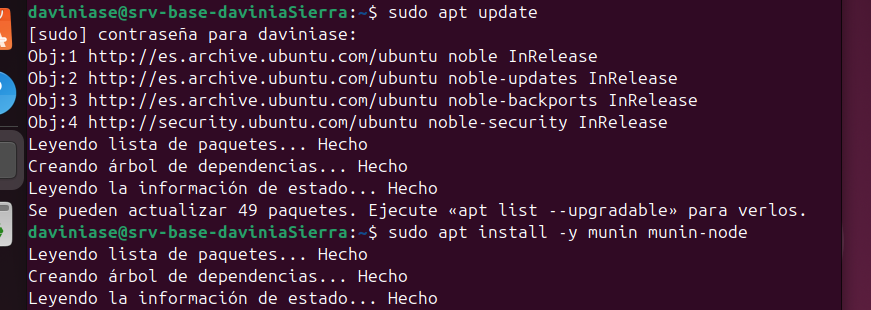 daviniase@srv-base-daviniaSierra:~$ sudo apt update
[sudo] contraseña para daviniase:
Obj:1 http://es.archive.ubuntu.com/ubuntu noble InRelease
Obj:2 http://es.archive.ubuntu.com/ubuntu noble-updates InRelease
Obj:3 http://es.archive.ubuntu.com/ubuntu noble-backports InRelease
Obj:4 http://security.ubuntu.com/ubuntu noble-security InRelease
Leyendo lista de paquetes... Hecho
Creando árbol de dependencias... Hecho
Leyendo la información de estado... Hecho
Se pueden actualizar 49 paquetes. Ejecute «apt list --upgradable» para verlos.
daviniase@srv-base-daviniaSierra:~$ sudo apt install -y munin munin-node
Leyendo lista de paquetes... Hecho
Creando árbol de dependencias... Hecho
Leyendo la información de estado... Hecho